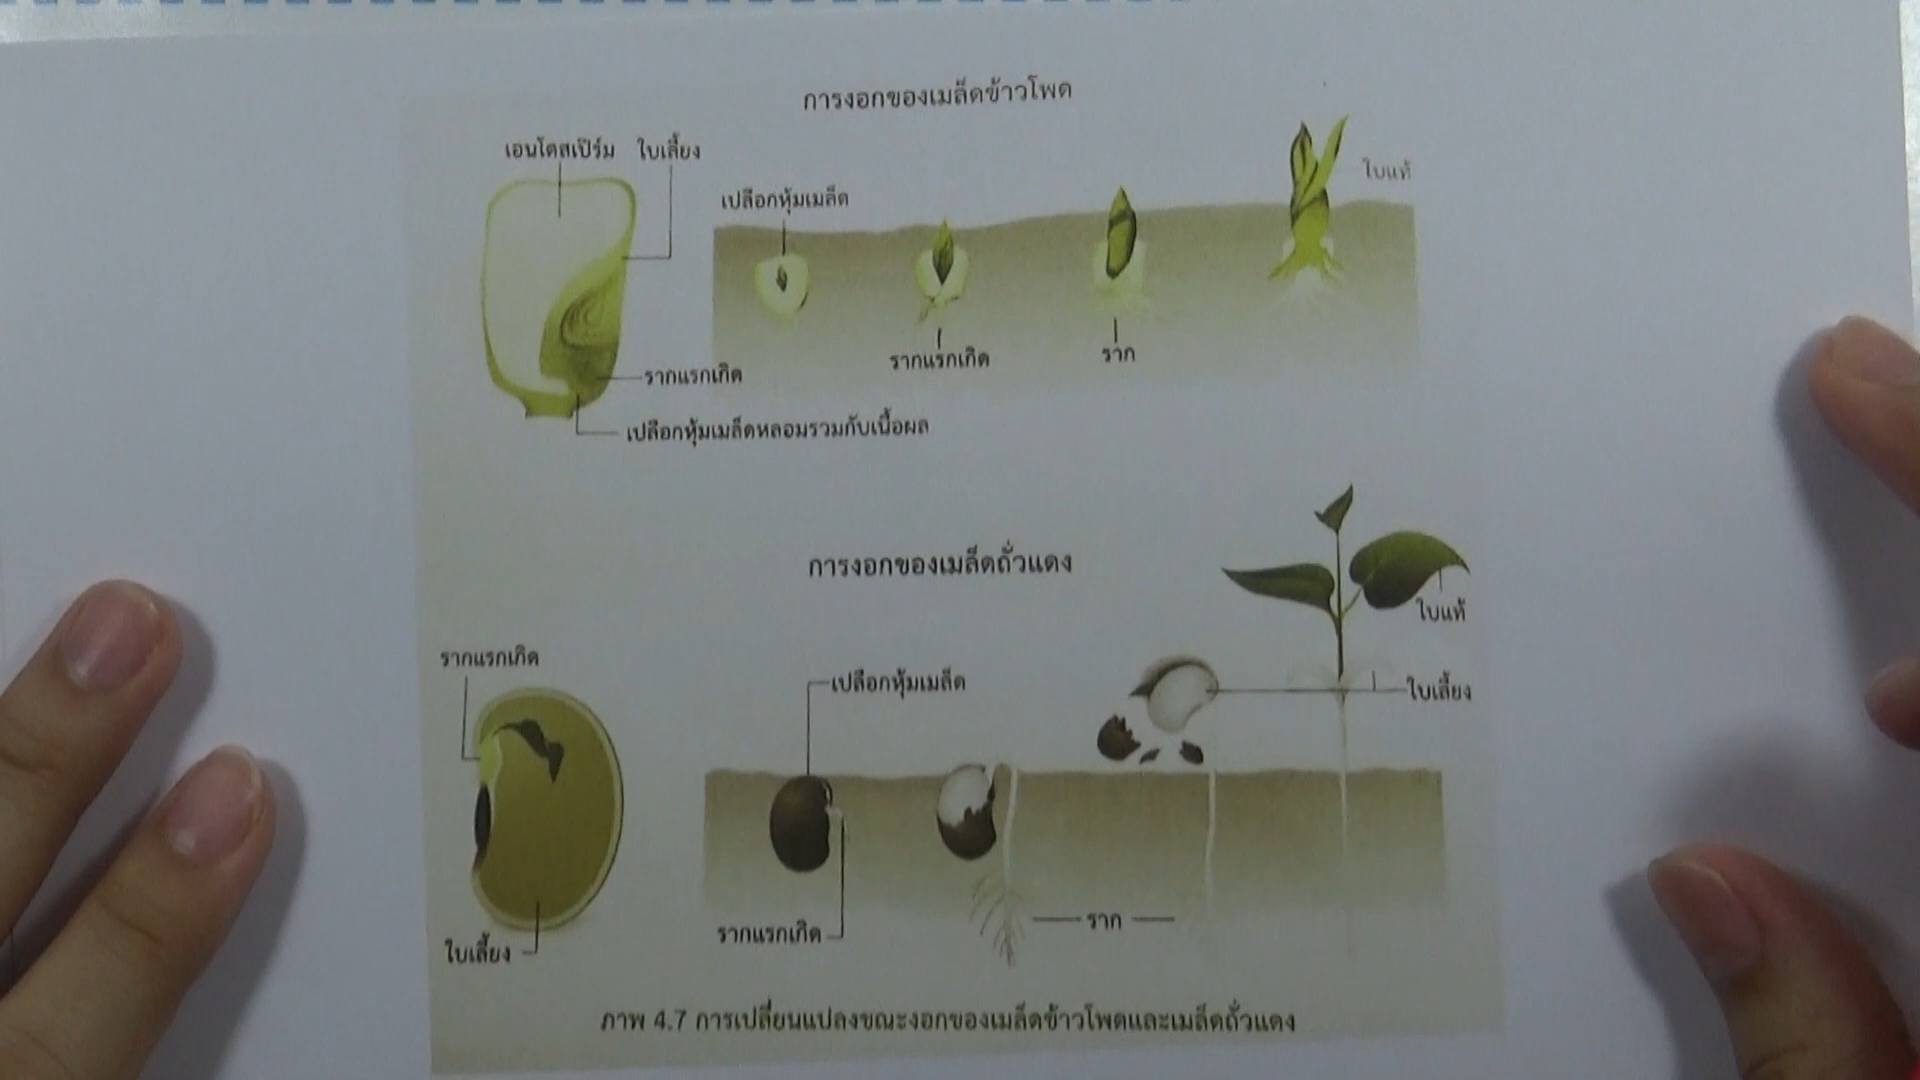 การงอกของเมล็ดข้าวโพด
เอนโดสเปิร์ม
ใบเลี้ยง
เปลือกหุ้มเมล็ด
ใบแท้
รากแรกเกิด
ราก
รากแรกเกิด
เปลือกหุ้มเมล็ดหลอมรวมกับเนื้อผล
การงอกของเมล็ดถั่วแดง
ใบแท้
รากแรกเกิด
เปลือกหุ้มเมล็ด
ใบเลี้ยง
ราก
รากแรกเกิด
ใบเลี้ยง
ภาพ 4.7 การเปลี่ยนแปลงขณะงอกของเมล็ดข้าวโพดและเมล็ดถั่วแดง